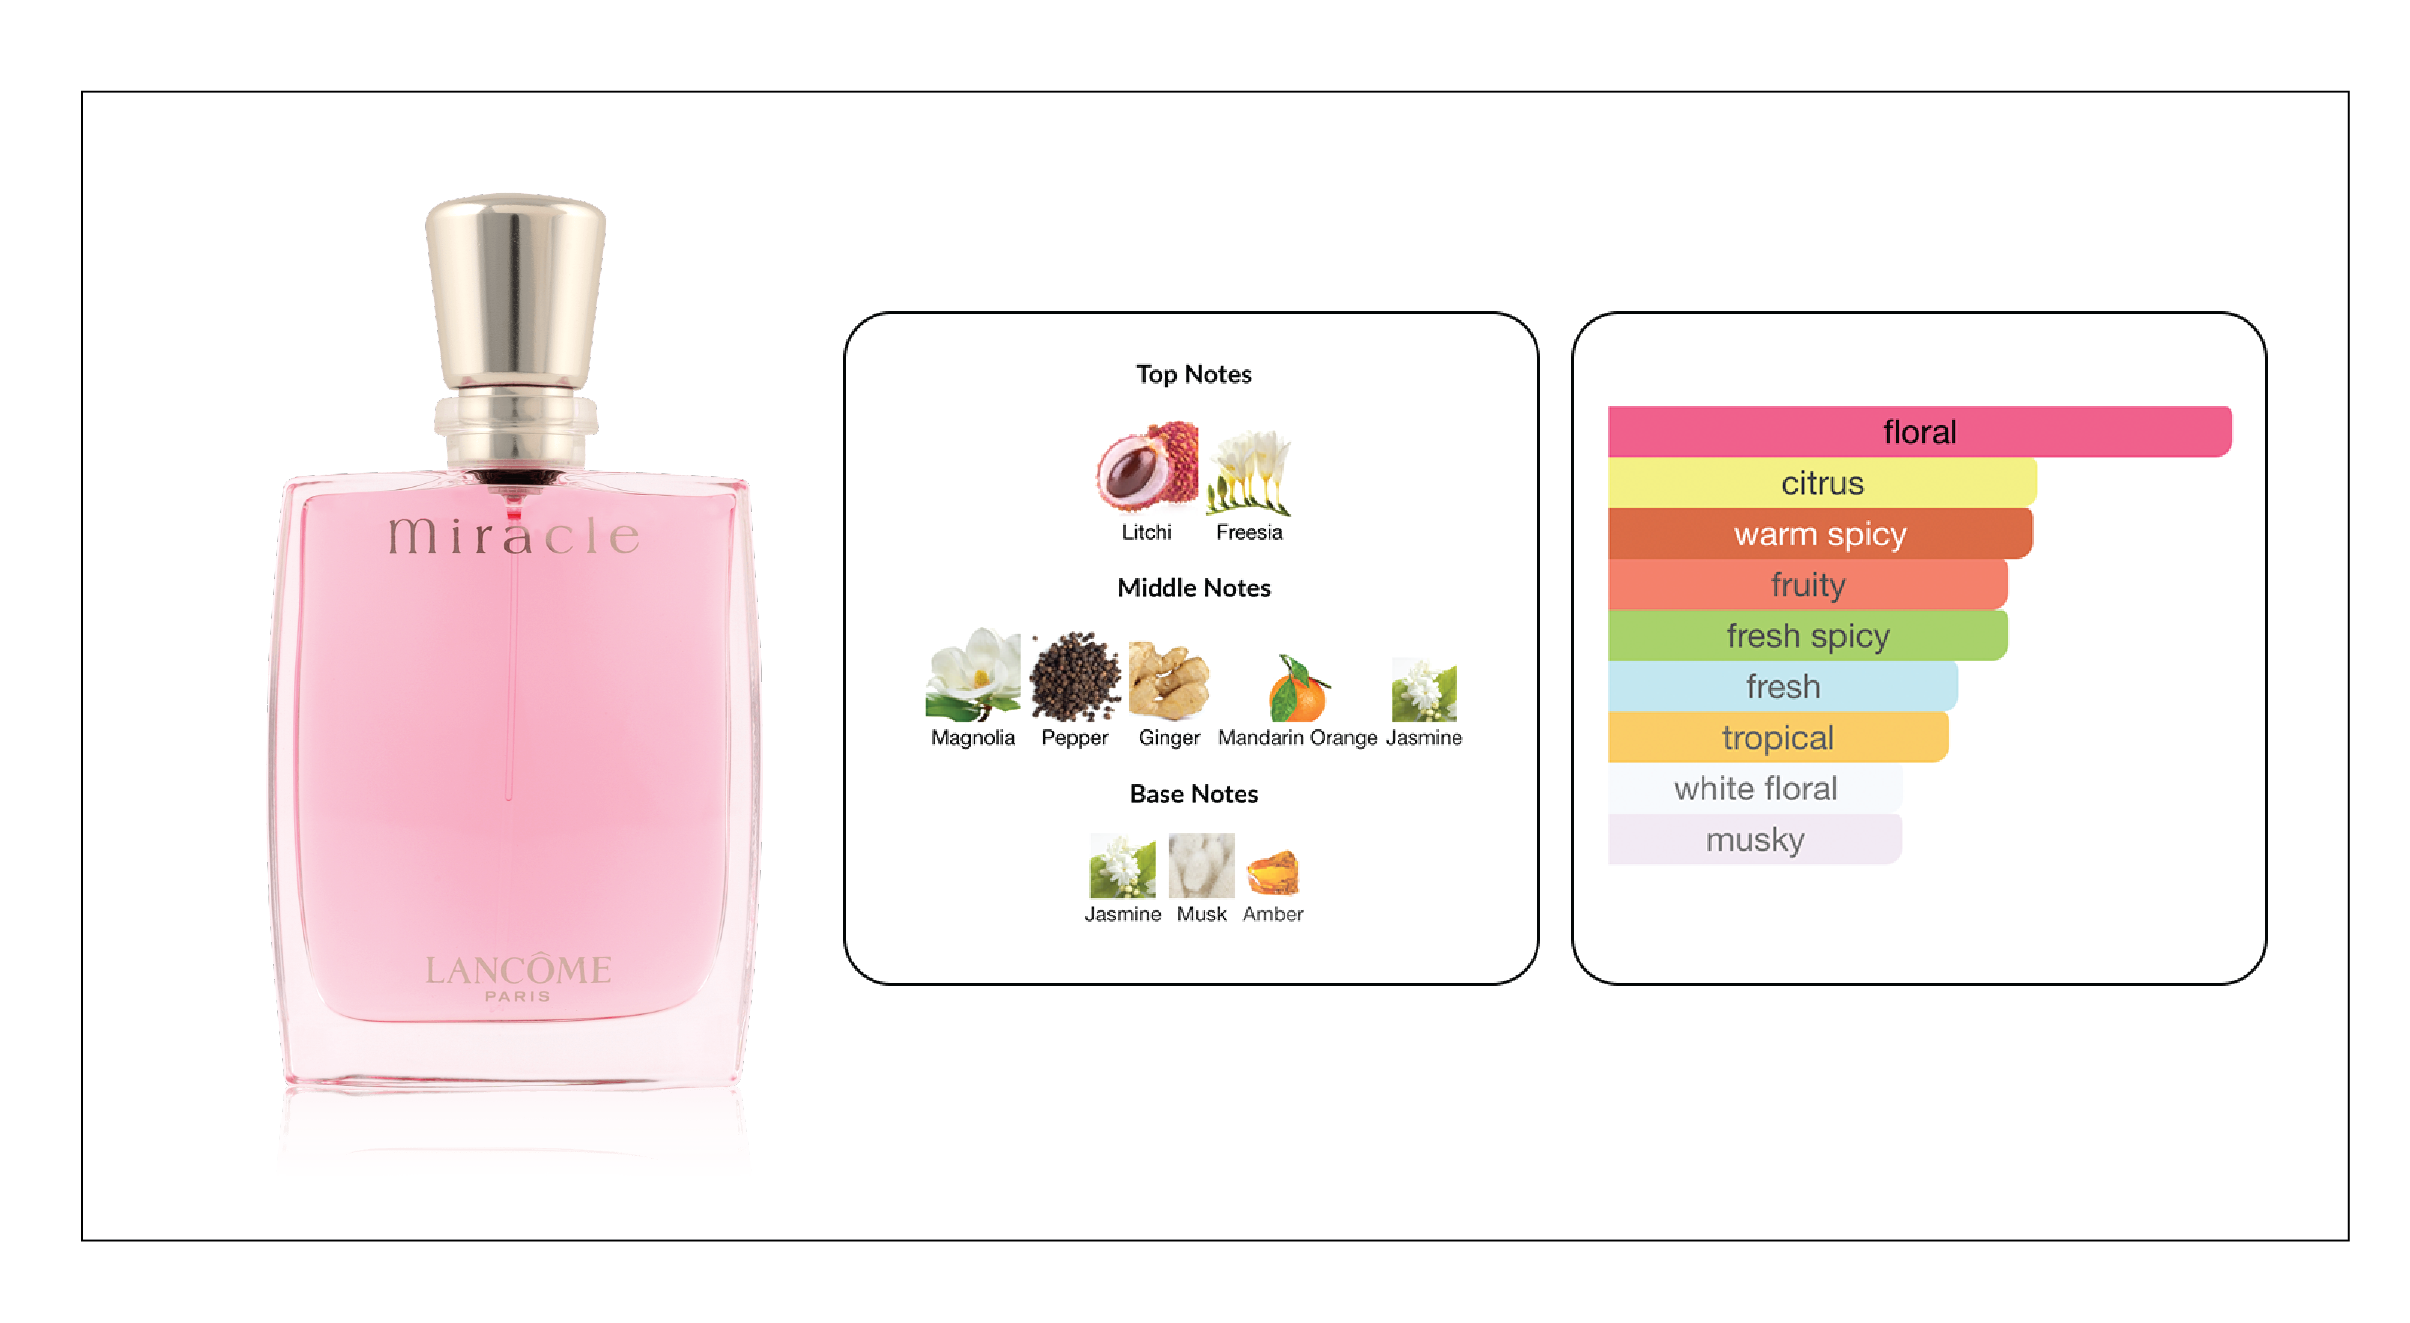 miracle
LANCÔME
PARIS
Top Notes
Litchi Freesia
Middle Notes
Magnolia Pepper Ginger Mandarin Orange Jasmine
Base Notes
Jasmine Musk Amber
floral
citrus
warm spicy
fruity
fresh spicy
fresh
tropical
white floral
musky